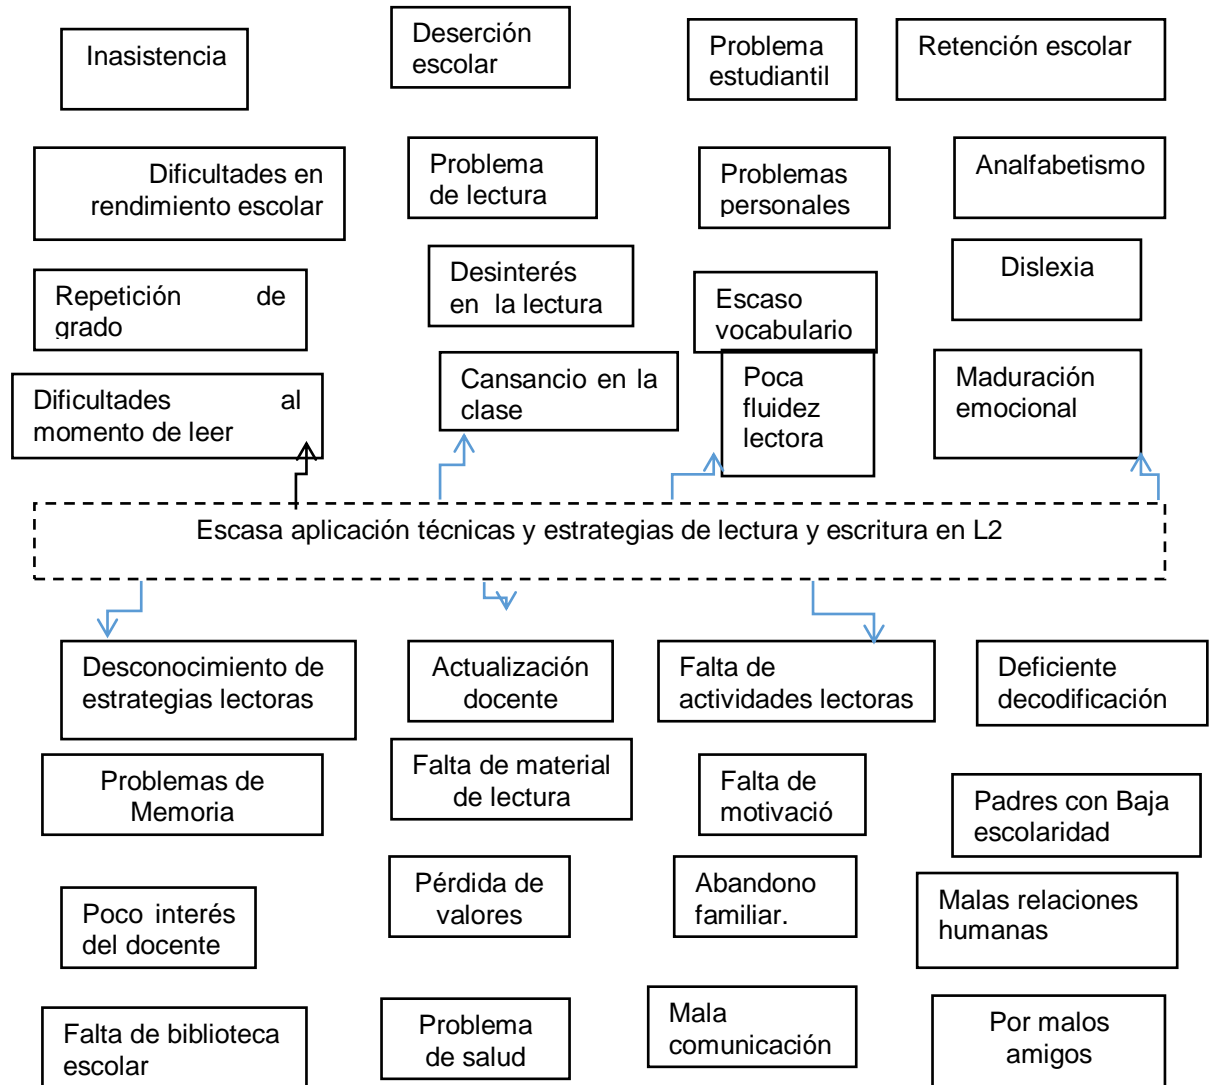 Inasistencia
Deserción
escolar
Problema
estudiantil
Retención escolar
Dificultades en
rendimiento escolar
Problema
de lectura
Problemas
personales
Analfabetismo
Repetición de
grado
Desinterés
en la lectura
Escaso
vocabulario
Dislexia
Dificultades al
momento de leer
Cansancio en la
clase
Poca
fluidez
lectora
Maduración
emocional
Escasa aplicación técnicas y estrategias de lectura y escritura en L2
Desconocimiento de
estrategias lectoras
Actualización
docente
Falta de
actividades lectoras
Deficiente
decodificación
Problemas de
Memoria
Falta de material
de lectura
Falta de
motivació
Padres con Baja
escolaridad
Poco interés
del docente
Pérdida de
valores
Abandono
familiar.
Malas relaciones
humanas
Falta de biblioteca
escolar
Problema
de salud
Mala
comunicación
Por malos
amigos